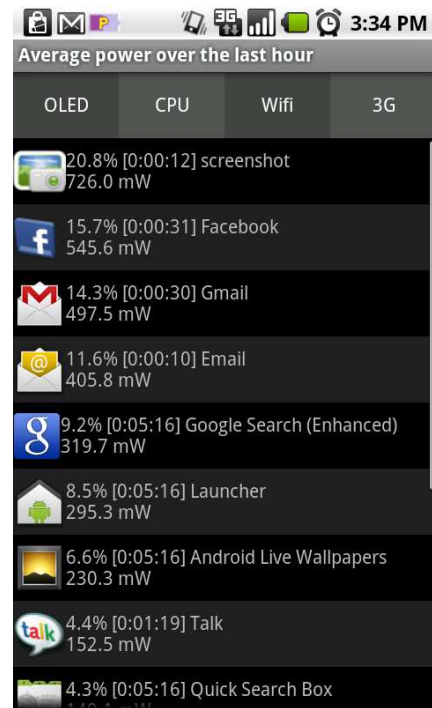 3G 3:34 PM
Average power over the last hour
OLED CPU Wifi 3G
20.8% [0:00:12] screenshot
726.0 mW
15.7% [0:00:31] Facebook
545.6 mW
14.3% [0:00:30] Gmail
497.5 mW
11.6% [0:00:10] Email
405.8 mW
9.2% [0:05:16] Google Search (Enhanced)
319.7 mW
8.5% [0:05:16] Launcher
295.3 mW
6.6% [0:05:16] Android Live Wallpapers
230.3 mW
talk
4.4% [0:01:19] Talk
152.5 mW
4.3% [0:05:16] Quick Search Box